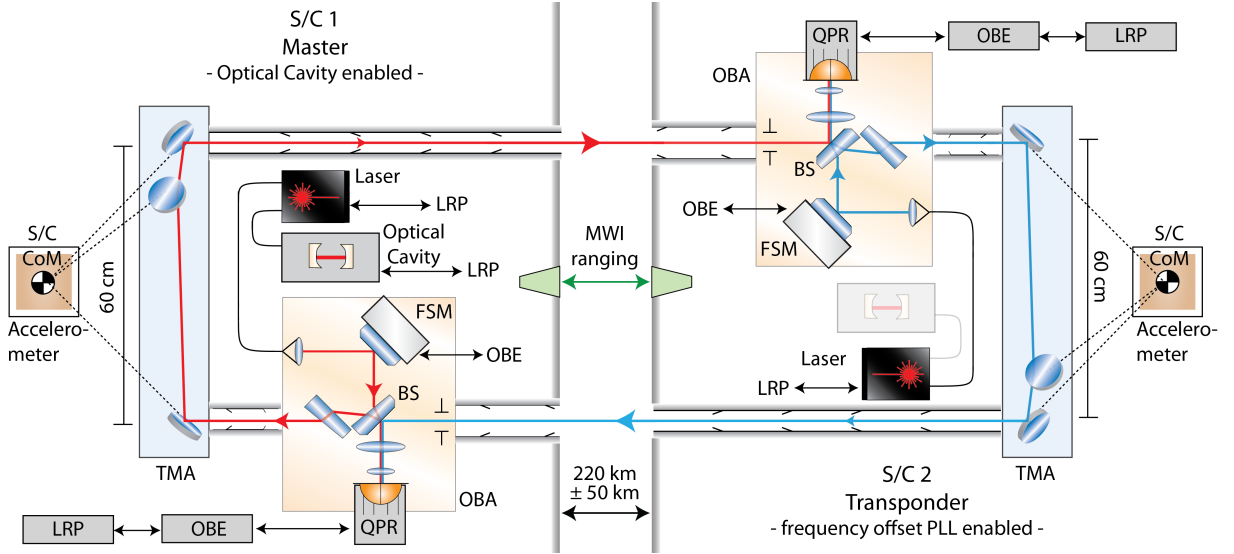 S/C 1
Master
- Optical Cavity enabled -
QPR
OBE
LRP
OBA
BS
Laser
LRP
OBE
FSM
Optical
Cavity
LRP
MWI
ranging
S/C
CoM
Accelero-
meter
60 cm
60 cm
S/C
CoM
Accelero-
meter
FSM
OBE
Laser
LRP
BS
TMA
OBA
220 km
± 50 km
S/C 2
Transponder
- frequency offset PLL enabled -
TMA
LRP
OBE
QPR